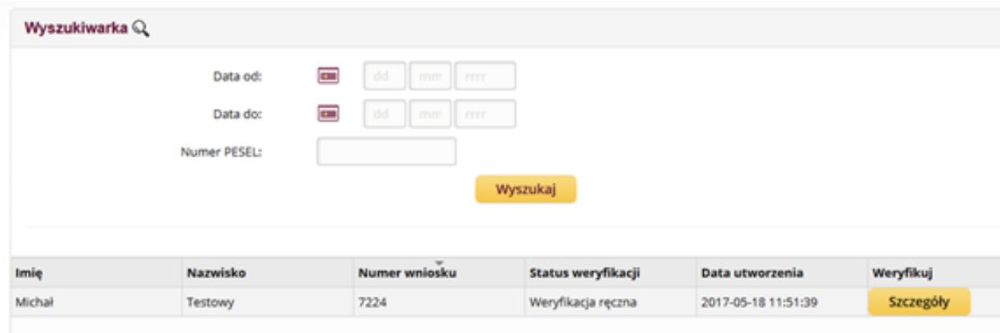 Wyszukiwarka
Data od: dd mm rrrr
Data do: dd mm rrrr
Numer PESEL:
Wyszukaj
Imię Nazwisko Numer wniosku Status weryfikacji Data utworzenia Weryfikuj
Michał Testowy 7224 Weryfikacja ręczna 2017-05-18 11:51:39 Szczegóły